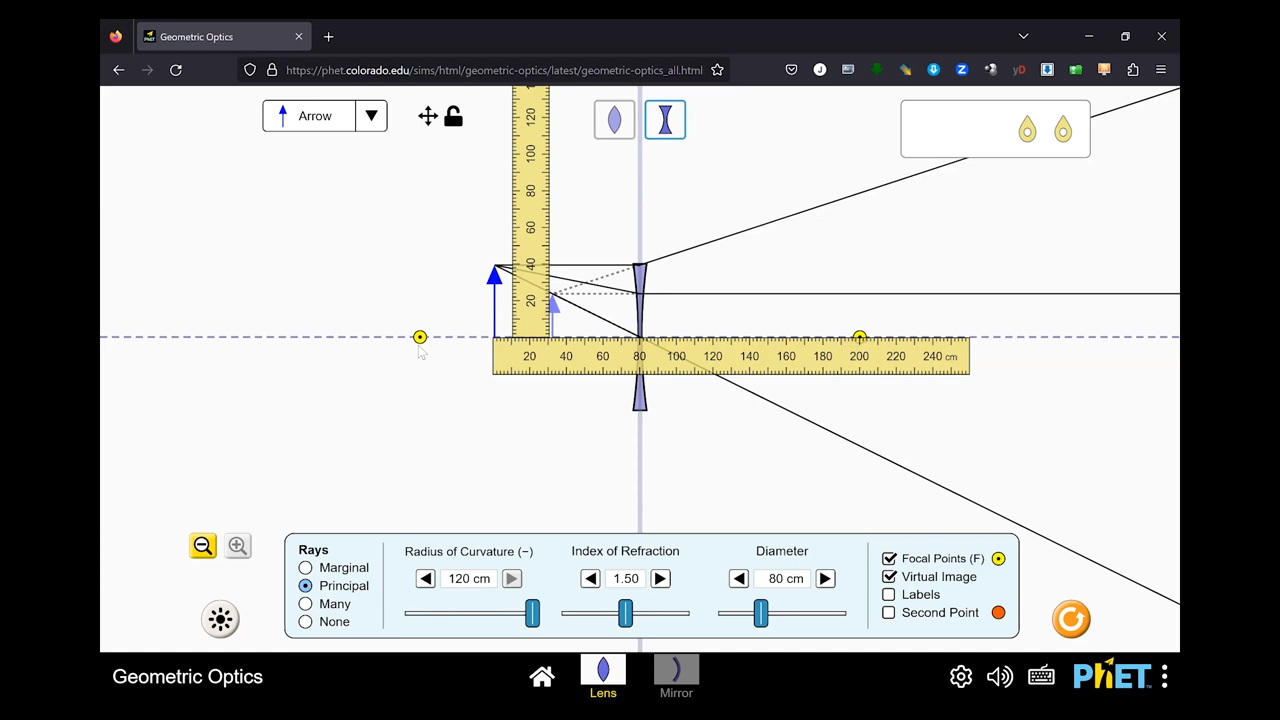 Geometric Optics
https://phet.colorado.edu/sims/html/geometric-optics/latest/geometric-optics_all.html
Arrow
120
100
80
60
40
20
20 40 60 80 100 120 140 160 180 200 220 240 cm
Rays
Marginal
Principal
Many
None
Radius of Curvature (−)
120 cm
Index of Refraction
1.50
Diameter
80 cm
Focal Points (F)
Virtual Image
Labels
Second Point
Geometric Optics
Lens
Mirror
PhET